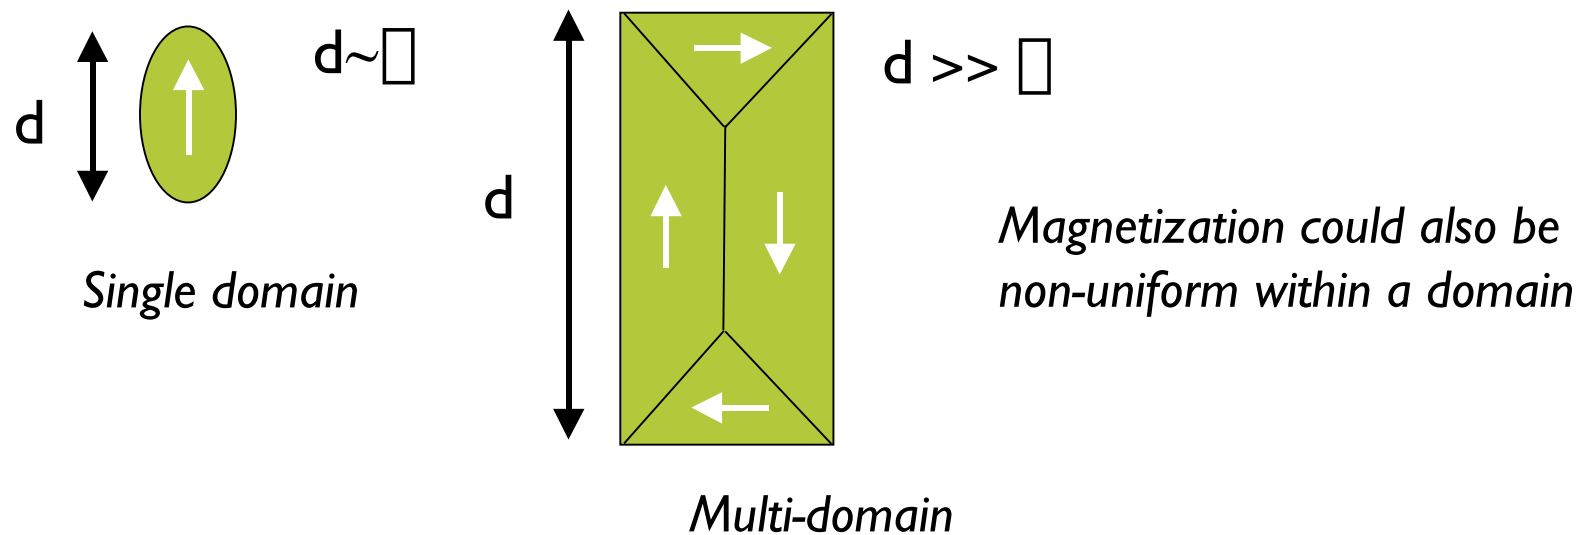 d
d~▯
Single domain
d
d >> ▯
Magnetization could also be
non-uniform within a domain
Multi-domain